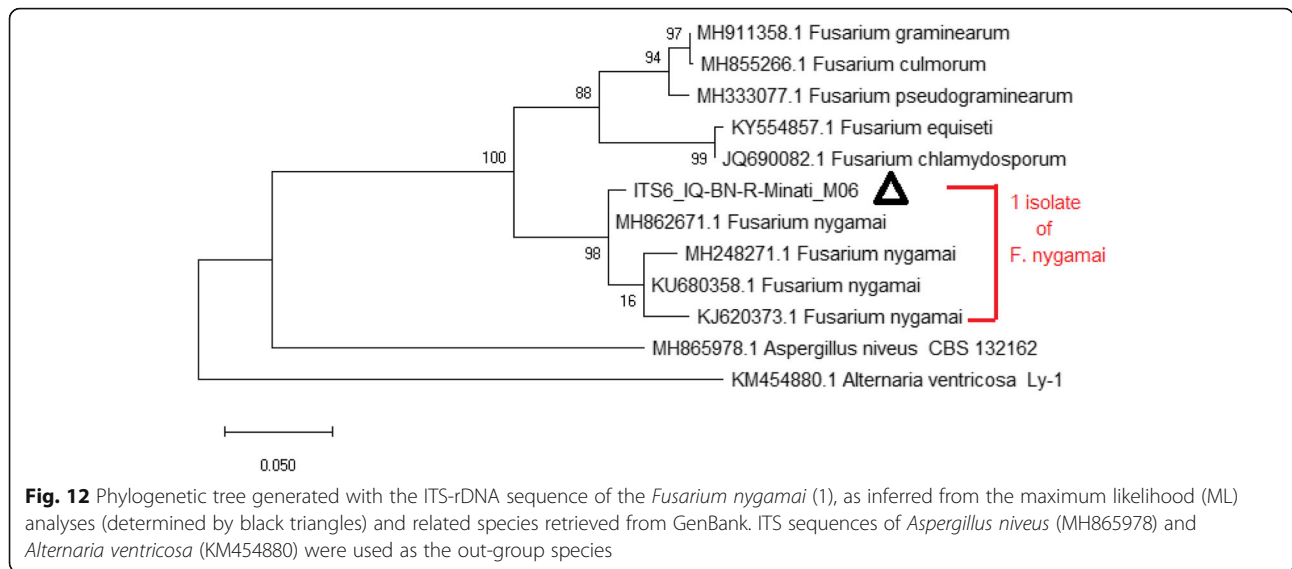 97
MH911358.1 Fusarium graminearum
94
MH855266.1 Fusarium culmorum
88
MH333077.1 Fusarium pseudograminearum
KY554857.1 Fusarium equiseti
100
99
JQ690082.1 Fusarium chlamydosporum
ITS6_IQ-BN-R-Minati_M06
1 isolate
of
F. nygamai
MH862671.1 Fusarium nygamai
98
MH248271.1 Fusarium nygamai
KU680358.1 Fusarium nygamai
16
KJ620373.1 Fusarium nygamai
MH865978.1 Aspergillus niveus CBS 132162
KM454880.1 Alternaria ventricosa Ly-1
0.050
Fig. 12 Phylogenetic tree generated with the ITS-rDNA sequence of the Fusarium nygamai (1), as inferred from the maximum likelihood (ML)
analyses (determined by black triangles) and related species retrieved from GenBank. ITS sequences of Aspergillus niveus (MH865978) and
Alternaria ventricosa (KM454880) were used as the out-group species